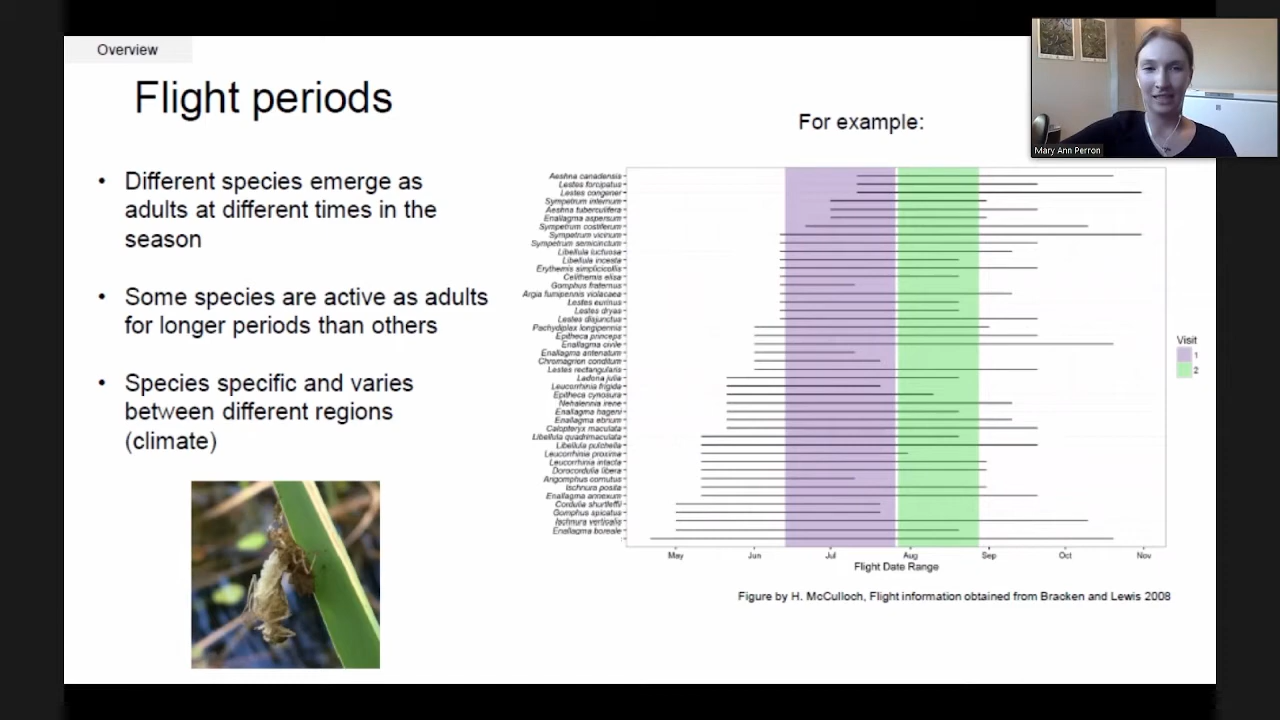 Overview
Flight periods
• Different species emerge as
adults at different times in the
season
• Some species are active as adults
for longer periods than others
• Species specific and varies
between different regions
(climate)
For example:
Mary Ann Perron
Aeshna canadensis
Lestes forcipatus
Lestes congener
Sympetrum internum
Aeshna tuberculifera
Enallagma aspersum
Sympetrum costiferum
Sympetrum vicinum
Sympetrum semicinctum
Libellula luctuosa
Libellula incesta
Erythemis simplicicollis
Celithemis elisa
Gomphus fraternus
Argia fumipennis violacea
Lestes eurinus
Lestes dryas
Lestes disjunctus
Pachydiplax longipennis
Epitheca princeps
Enallagma civile
Enallagma antennatum
Chromagrion conditum
Lestes rectangularis
Ladona julia
Leucorrhinia frigida
Epitheca cynosura
Nehalennia irene
Enallagma hageni
Enallagma ebrium
Calopteryx maculata
Libellula quadrimaculata
Libellula pulchella
Leucorrhinia proxima
Leucorrhinia intacta
Dorocordulia libera
Arigomphus cornutus
Ischnura posita
Enallagma annexum
Cordulia shurtleffii
Gomphus spicatus
Ischnura verticalis
Enallagma boreale
May Jun Jul Aug Sep Oct Nov
Flight Date Range
Visit
1
2
Figure by H. McCulloch, Flight information obtained from Bracken and Lewis 2008